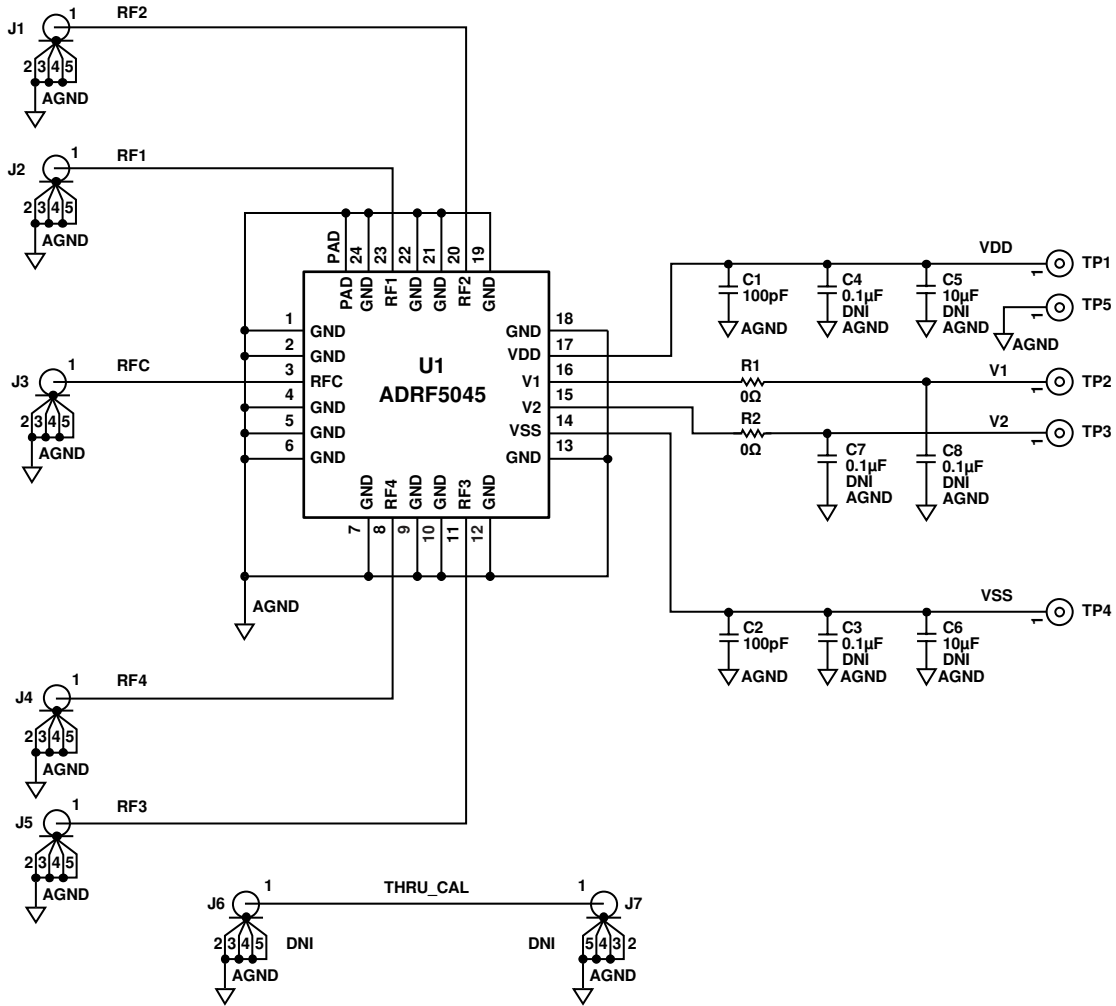 J1
1
RF2
2 3 4 5
AGND
J2
1
RF1
2 3 4 5
AGND
PAD
24
23
22
21
20
19
PAD
GND
RF1
GND
GND
RF2
GND
J3
1
RFC
2 3 4 5
AGND
1
2
3
4
5
6
GND
GND
RFC
GND
GND
GND
U1
ADRF5045
GND
VDD
V1
V2
VSS
GND
18
17
16
15
14
13
GND
RF4
GND
GND
RF3
GND
7
8
9
10
11
12
AGND
VDD
1
TP1
C1
100pF
AGND
C4
0.1µF
DNI
AGND
C5
10µF
DNI
AGND
1
TP5
AGND
R1
0Ω
V1
1
TP2
R2
0Ω
V2
1
TP3
C7
0.1µF
DNI
AGND
C8
0.1µF
DNI
AGND
VSS
1
TP4
C2
100pF
AGND
C3
0.1µF
DNI
AGND
C6
10µF
DNI
AGND
J4
1
RF4
2 3 4 5
AGND
J5
1
RF3
2 3 4 5
AGND
J6
1
THRU_CAL
1
J7
2 3 4 5
DNI
DNI
5 4 3 2
AGND
AGND